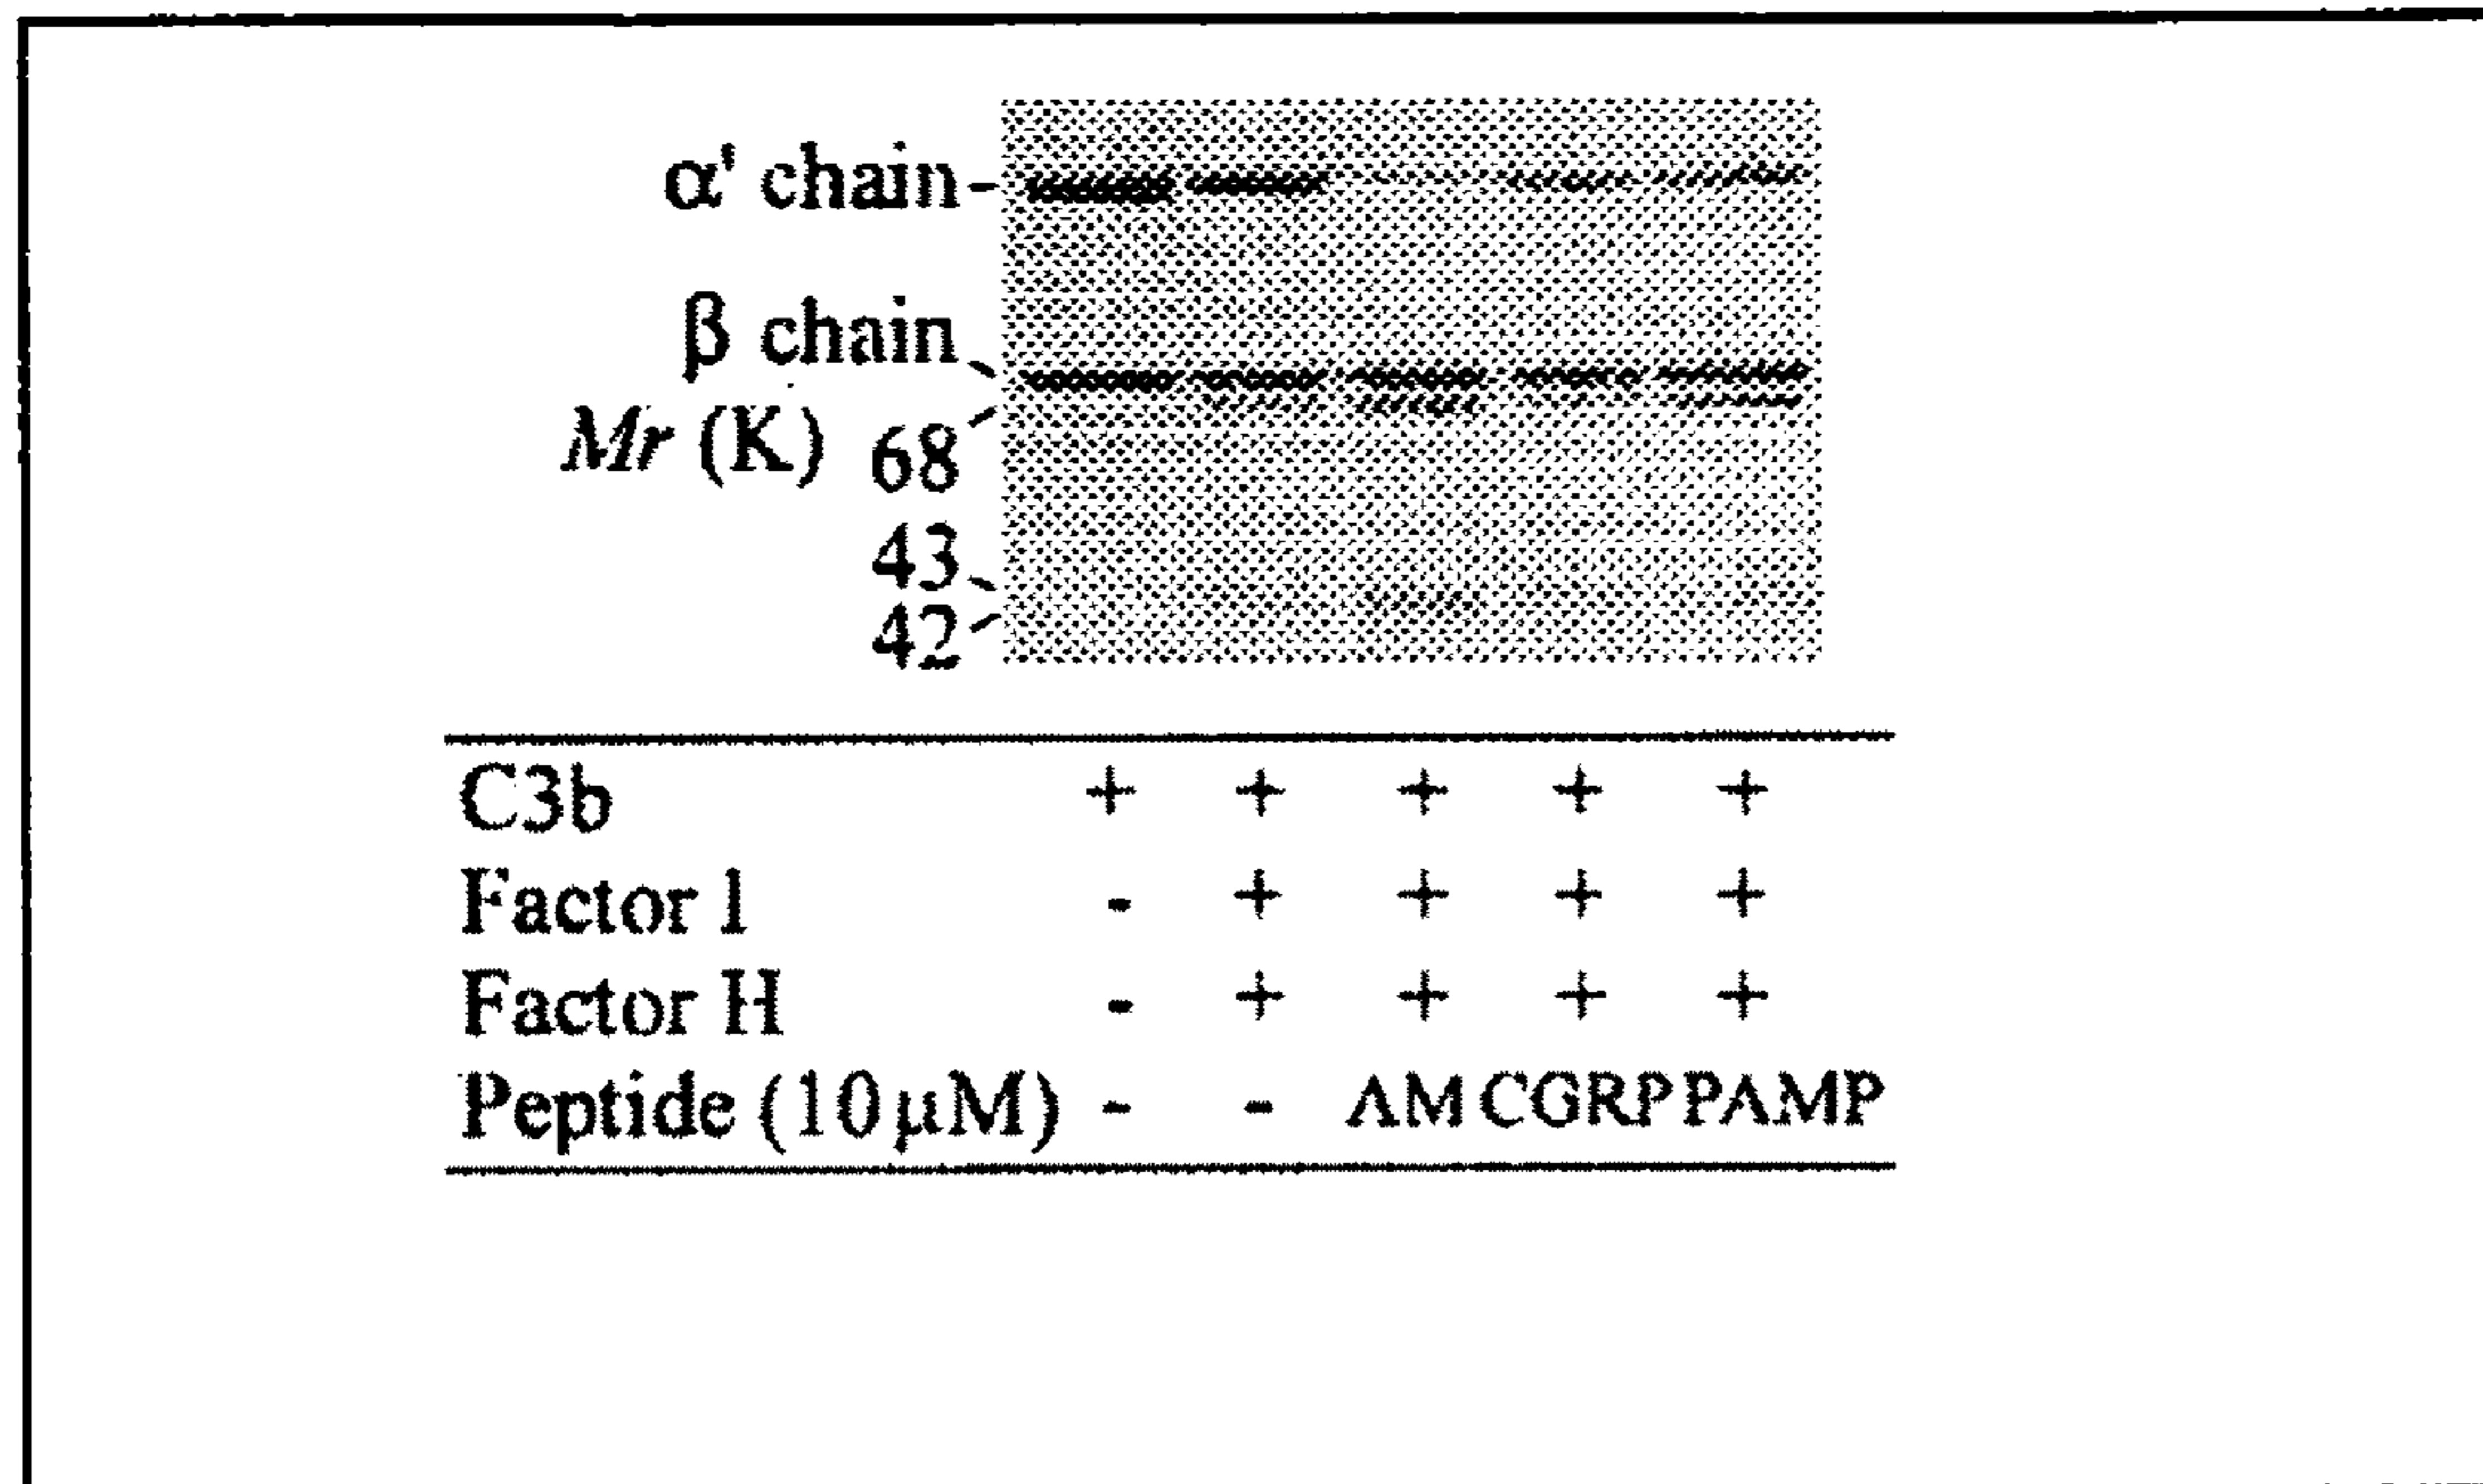 α' chain-
β chain
Mr (K) 68
43
42
C3b + + + + +
Factor I - + + + +
Factor H - + + + +
Peptide (10 μM) - - AM CGRP PAMP